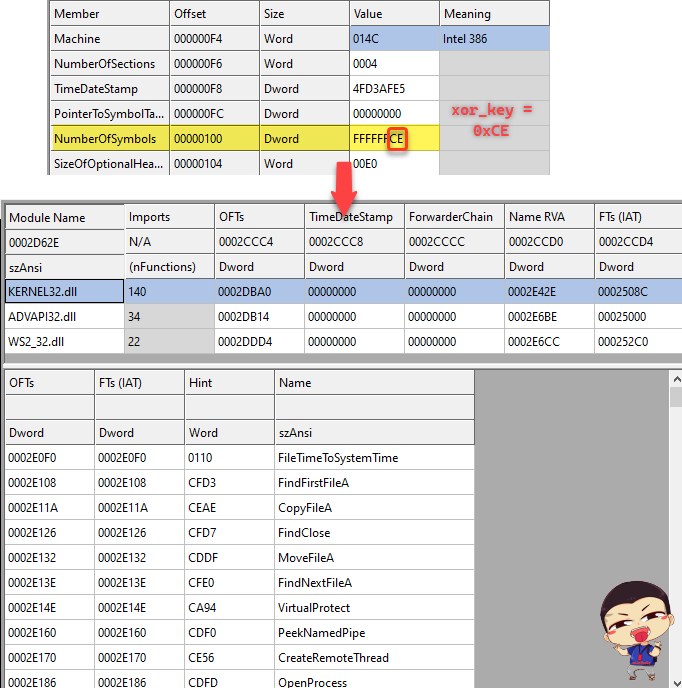 Member Offset Size Value Meaning
Machine 000000F4 Word 014C Intel 386
NumberOfSections 000000F6 Word 0004
TimeDateStamp 000000F8 Dword 4FD3AFE5
PointerToSymbolTa... 000000FC Dword 00000000
NumberOfSymbols 00000100 Dword FFFFFFCE
SizeOfOptionalHea... 00000104 Word 00E0
xor_key =
0xCE
Module Name Imports OFTs TimeDateStamp ForwarderChain Name RVA FTs (IAT)
0002D62E N/A 0002CCC4 0002CCC8 0002CCCC 0002CCD0 0002CCD4
szAnsi (nFunctions) Dword Dword Dword Dword Dword
KERNEL32.dll 140 0002DBA0 00000000 00000000 0002E42E 0002508C
ADVAPI32.dll 34 0002DB14 00000000 00000000 0002E6BE 00025000
WS2_32.dll 22 0002DDD4 00000000 00000000 0002E6CC 000252C0
OFTs FTs (IAT) Hint Name
Dword Dword Word szAnsi
0002E0F0 0002E0F0 0110 FileTimeToSystemTime
0002E108 0002E108 CFD3 FindFirstFileA
0002E11A 0002E11A CEAE CopyFileA
0002E126 0002E126 CFD7 FindClose
0002E132 0002E132 CDDF MoveFileA
0002E13E 0002E13E CFE0 FindNextFileA
0002E14E 0002E14E CA94 VirtualProtect
0002E160 0002E160 CDF0 PeekNamedPipe
0002E170 0002E170 CE56 CreateRemoteThread
0002E186 0002E186 CDFD OpenProcess